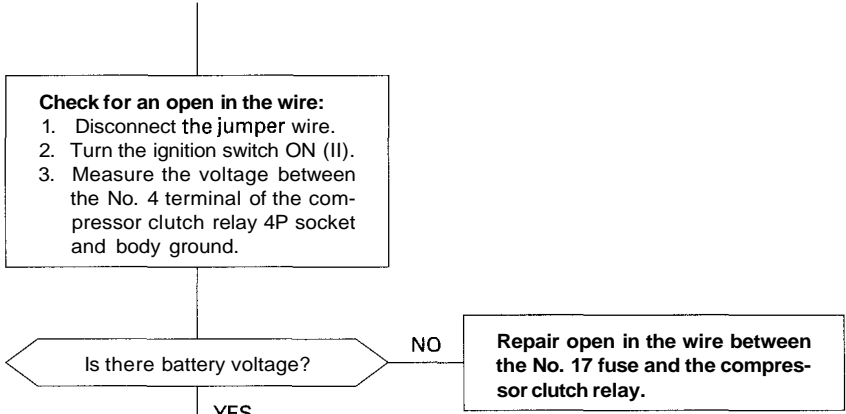 Check for an open in the wire:
1. Disconnect the jumper wire.
2. Turn the ignition switch ON (II).
3. Measure the voltage between
the No. 4 terminal of the com-
pressor clutch relay 4P socket
and body ground.
Is there battery voltage?
NO
Repair open in the wire between
the No. 17 fuse and the compres-
sor clutch relay.
YES